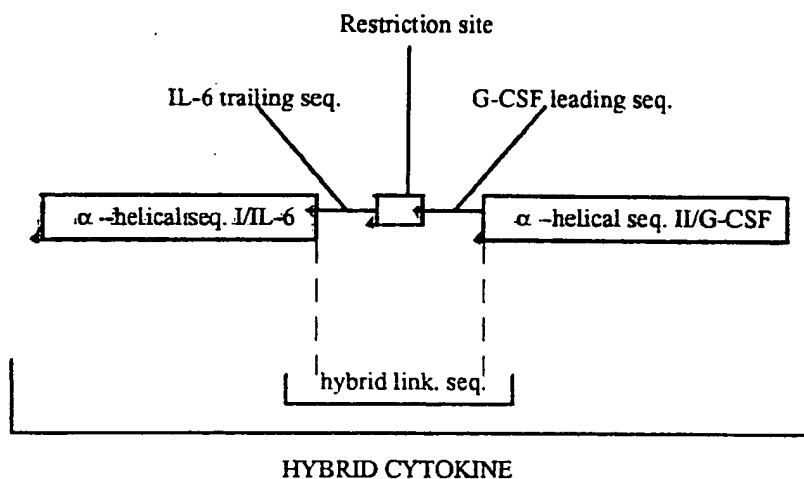 Restriction site
IL-6 trailing seq.
G-CSF leading seq.
α -helical seq. I/IL-6
α -helical seq. II/G-CSF
hybrid link. seq.
HYBRID CYTOKINE